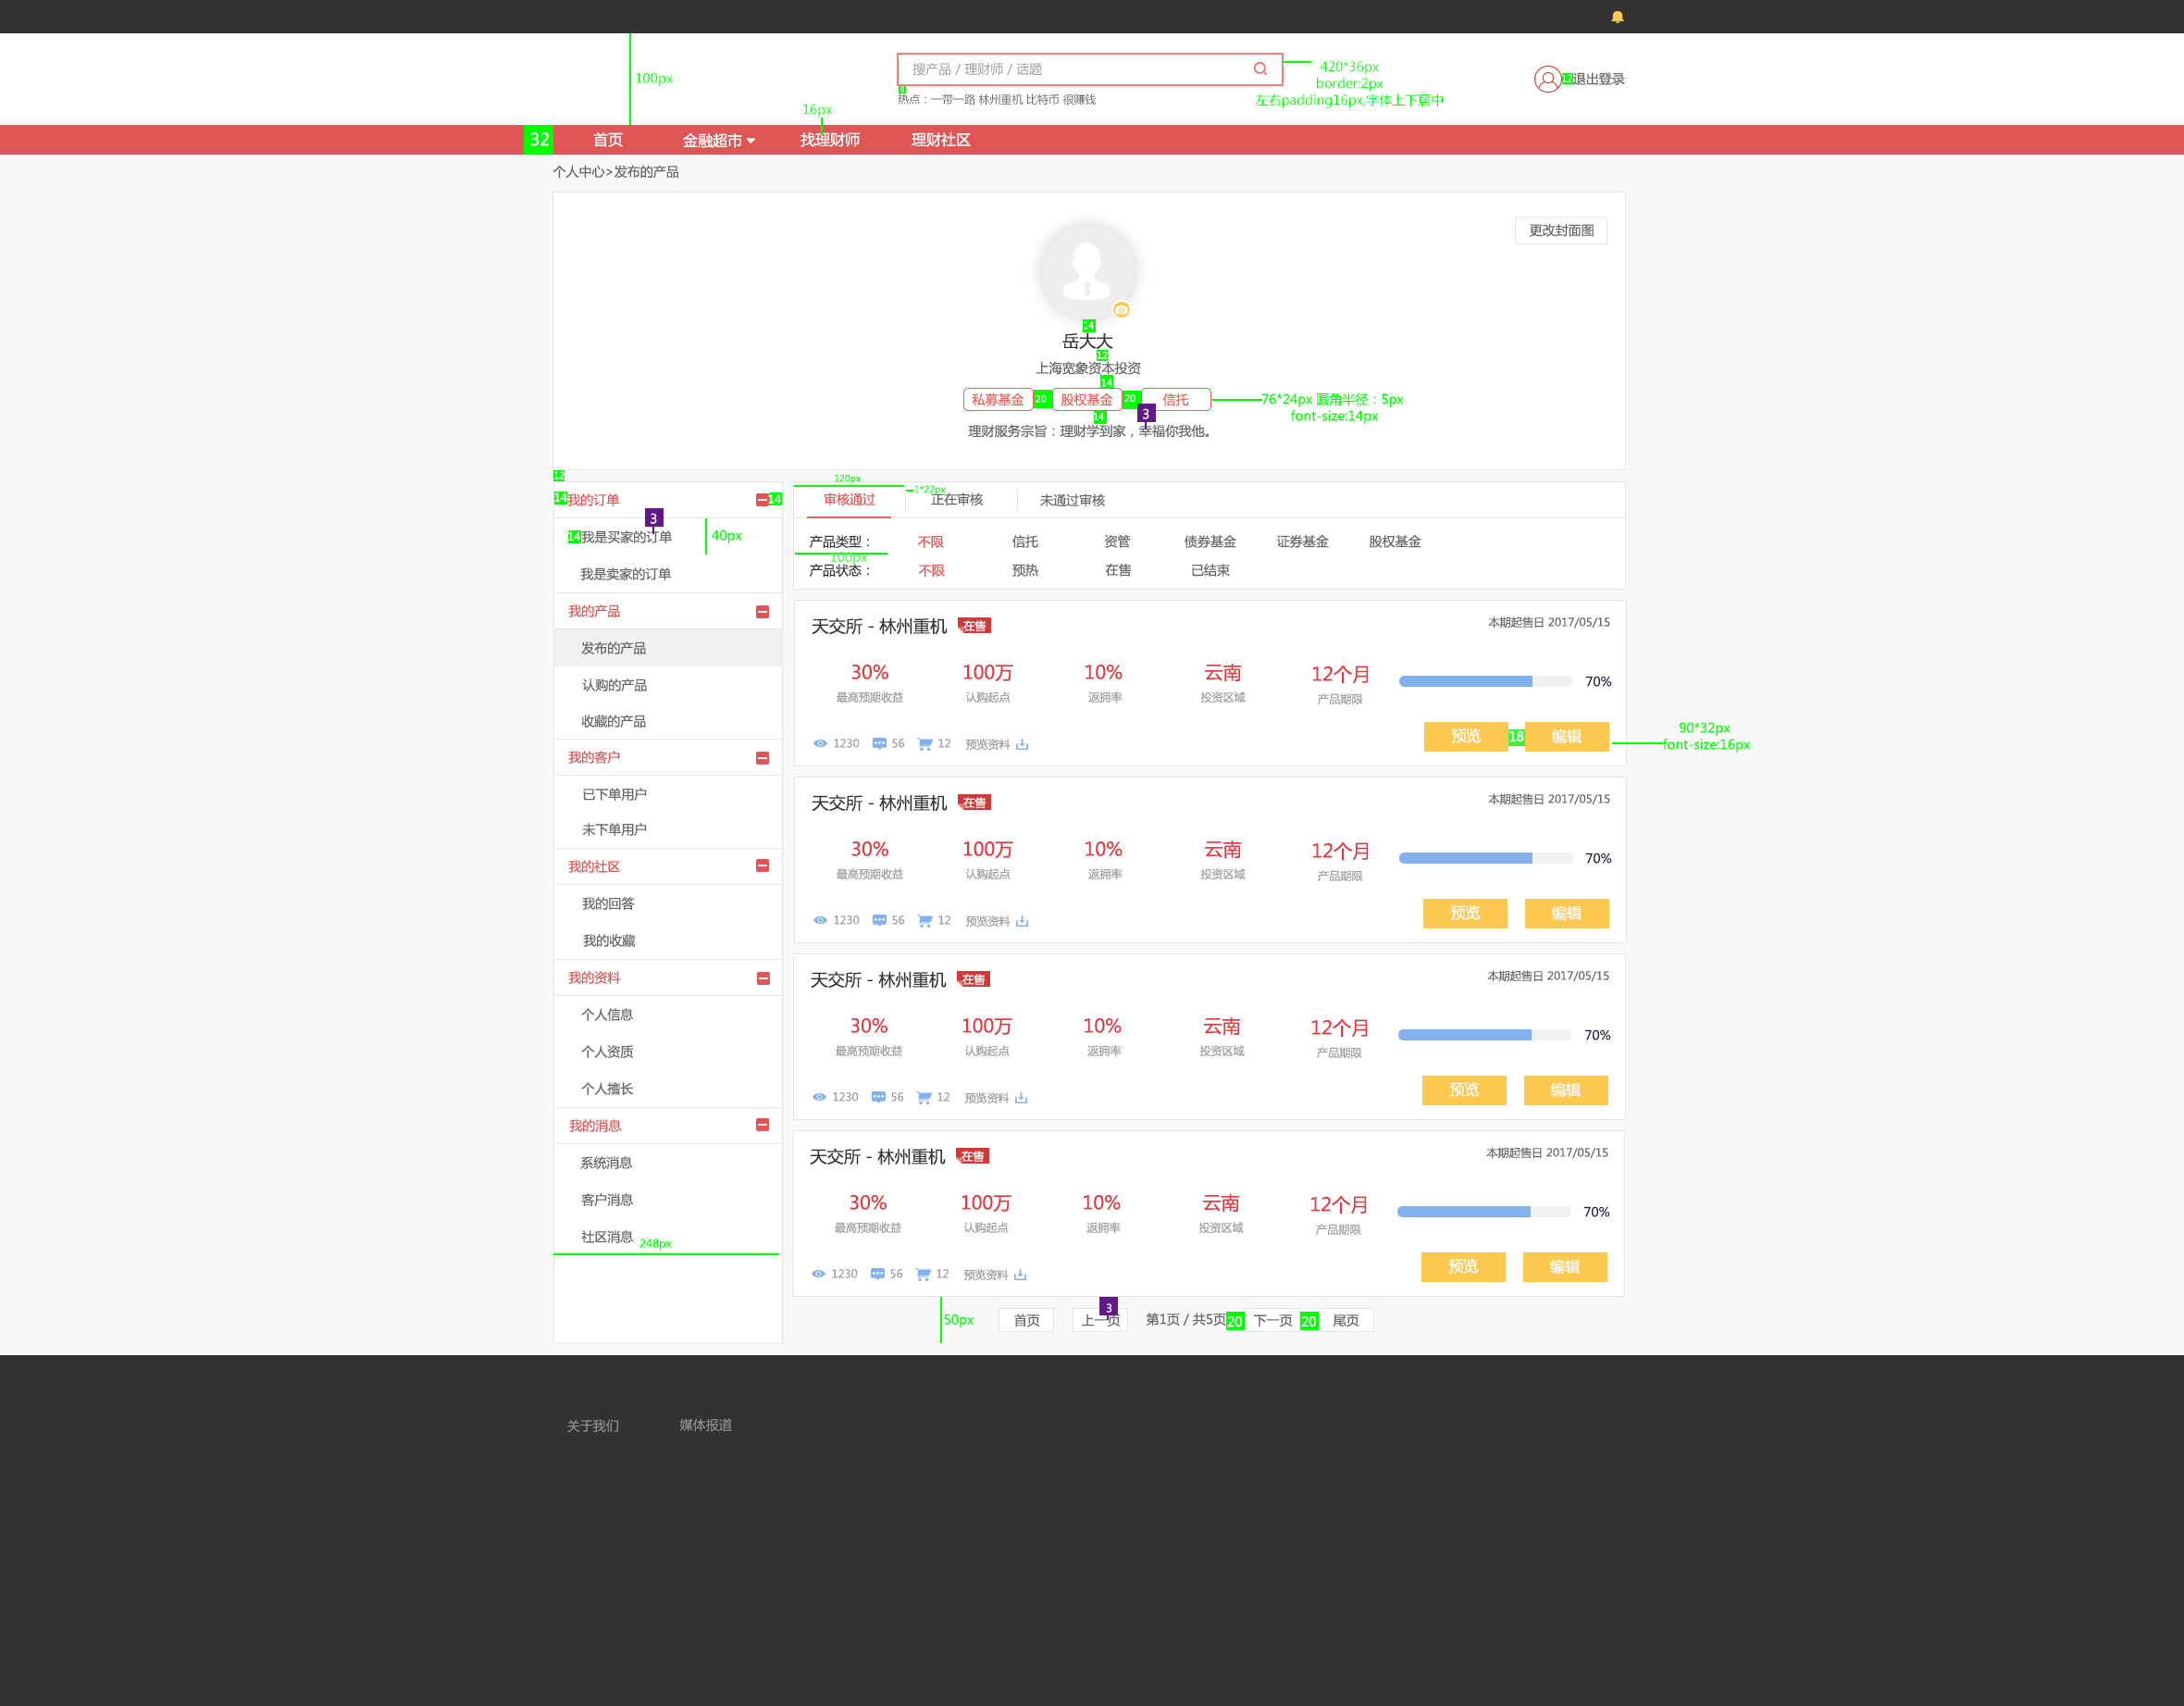 搜产品 / 理财师 / 话题
100px
420*36px
border:2px
左右padding16px,字体上下居中
12
退出登录
8
热点：一带一路 林州重机 比特币 很赚钱
16px
32
首页 金融超市 找理财师 理财社区
个人中心>发布的产品
更改封面图
14
岳大大
12
上海宽象资本投资
14
私募基金 20 股权基金 20 信托
76*24px 圆角半径：5px
font-size:14px
3
14
理财服务宗旨：理财学到家，幸福你我他。
12
14 我的订单 14
3
14 我是买家的订单
40px
我是卖家的订单
我的产品
发布的产品
认购的产品
收藏的产品
我的客户
已下单用户
未下单用户
我的社区
我的回答
我的收藏
我的资料
个人信息
个人资质
个人擅长
我的消息
系统消息
客户消息
社区消息
248px
120px
1*22px
审核通过 正在审核 未通过审核
产品类型： 不限 信托 资管 债券基金 证券基金 股权基金
100px
产品状态： 不限 预热 在售 已结束
天交所 - 林州重机 在售 本期起售日 2017/05/15
30% 100万 10% 云南 12个月 70%
最高预期收益 认购起点 返拥率 投资区域 产品期限
1230 56 12 预览资料 预览 18 编辑
90*32px
font-size:16px
天交所 - 林州重机 在售 本期起售日 2017/05/15
30% 100万 10% 云南 12个月 70%
最高预期收益 认购起点 返拥率 投资区域 产品期限
1230 56 12 预览资料 预览 编辑
天交所 - 林州重机 在售 本期起售日 2017/05/15
30% 100万 10% 云南 12个月 70%
最高预期收益 认购起点 返拥率 投资区域 产品期限
1230 56 12 预览资料 预览 编辑
天交所 - 林州重机 在售 本期起售日 2017/05/15
30% 100万 10% 云南 12个月 70%
最高预期收益 认购起点 返拥率 投资区域 产品期限
1230 56 12 预览资料 预览 编辑
3
50px
首页 上一页 第1页 / 共5页 20 下一页 20 尾页
关于我们 媒体报道